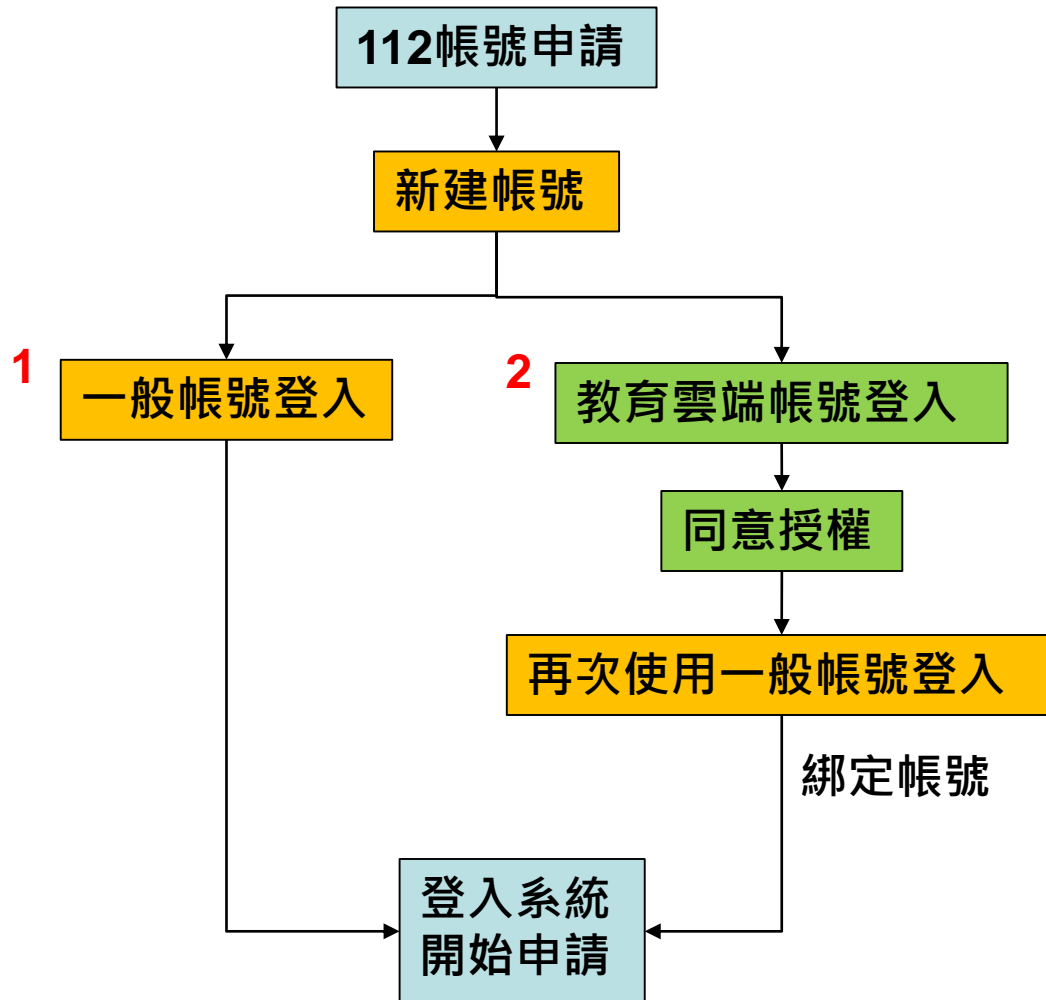 112帳號申請
新建帳號
1
一般帳號登入
2
教育雲端帳號登入
同意授權
再次使用一般帳號登入
綁定帳號
登入系統
開始申請